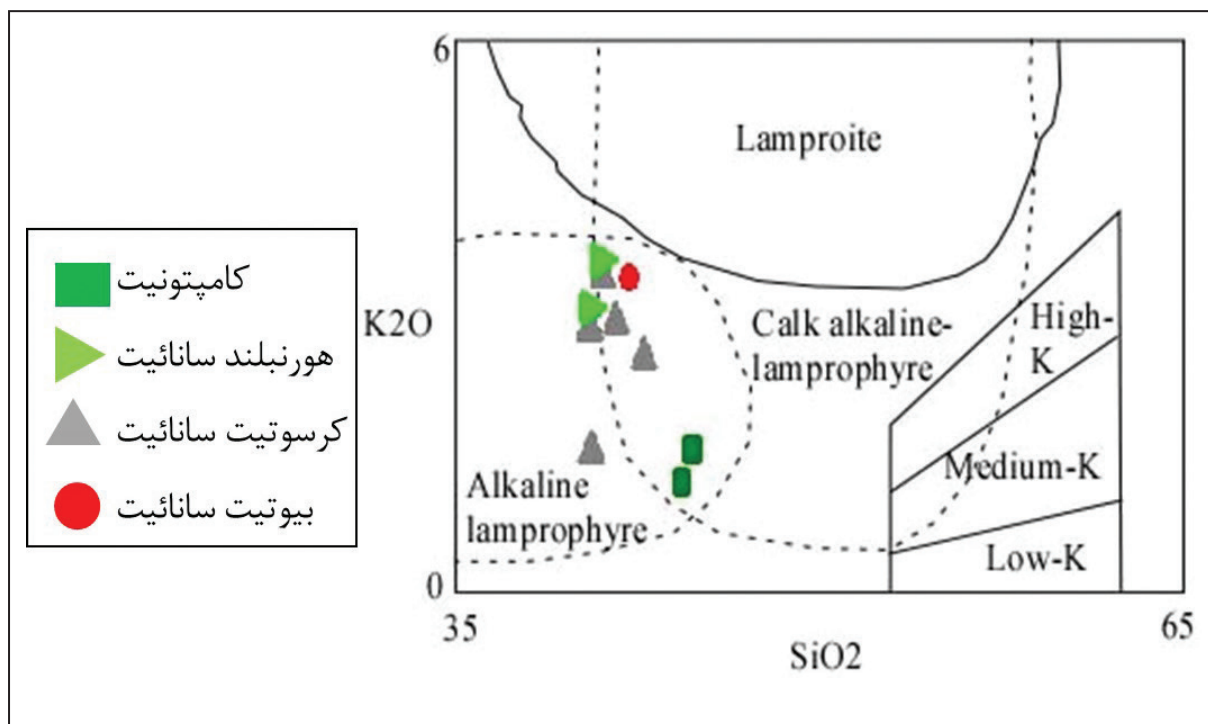 6
Lamproite
K2O
Calk alkaline-
lamprophyre
High-
K
Medium-K
Alkaline
lamprophyre
Low-K
0
35
65
SiO2
کامپتونیت
هورنبلند سانائیت
کرسوتیت سانائیت
بیوتیت سانائیت